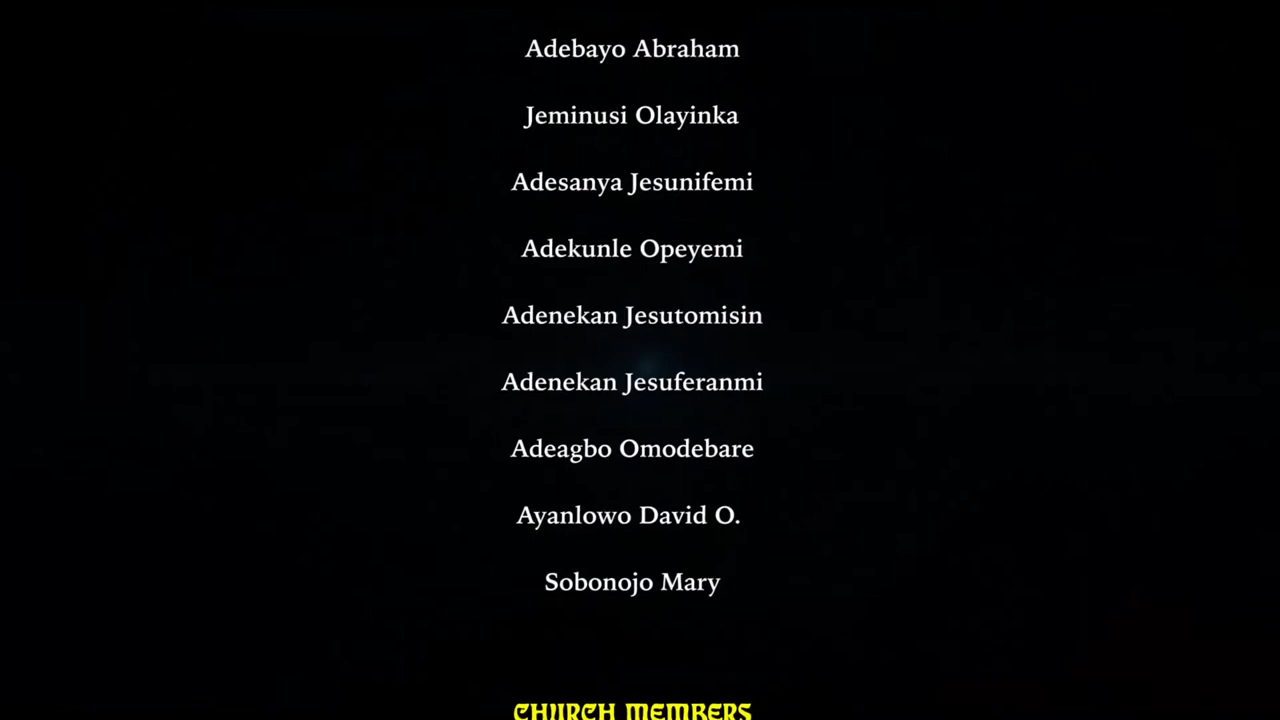 Adebayo Abraham
Jeminusi Olayinka
Adesanya Jesunifemi
Adekunle Opeyemi
Adenekan Jesutomisin
Adenekan Jesuferanmi
Adeagbo Omodebare
Ayanlowo David O.
Sobonojo Mary
CHURCH MEMBERS